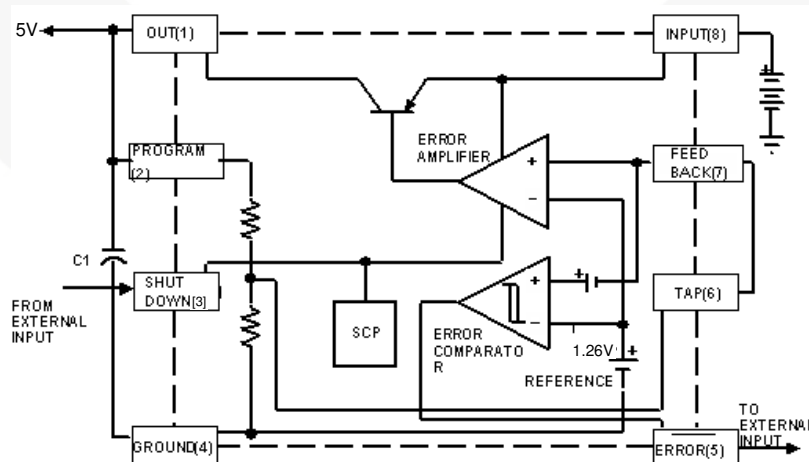 5V
OUT(1)
INPUT(8)
+
ERROR
AMPLIFIER
+
−
PROGRAM
(2)
FEED
BACK(7)
C1
SHUT
DOWN[3]
FROM
EXTERNAL
INPUT
SCP
+
+
−
ERROR
COMPARATO
R
TAP(6)
1.26V
+
REFERENCE
GROUND(4)
ERROR(5)
TO
EXTERNAL
INPUT